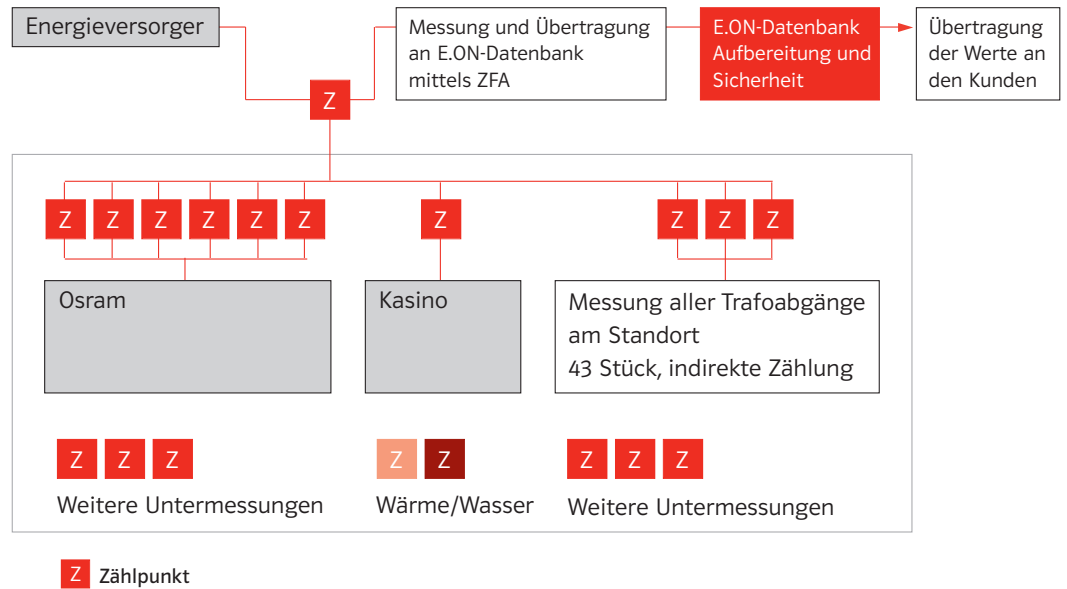 Energieversorger
Messung und Übertragung
an E.ON-Datenbank
mittels ZFA
E.ON-Datenbank
Aufbereitung und
Sicherheit
Übertragung
der Werte an
den Kunden
Z
Z Z Z Z Z Z
Z
Z Z Z
Osram
Kasino
Messung aller Trafoabgänge
am Standort
43 Stück, indirekte Zählung
Z Z Z
Weitere Untermessungen
Z Z
Wärme/Wasser
Z Z Z
Weitere Untermessungen
Z Zählpunkt